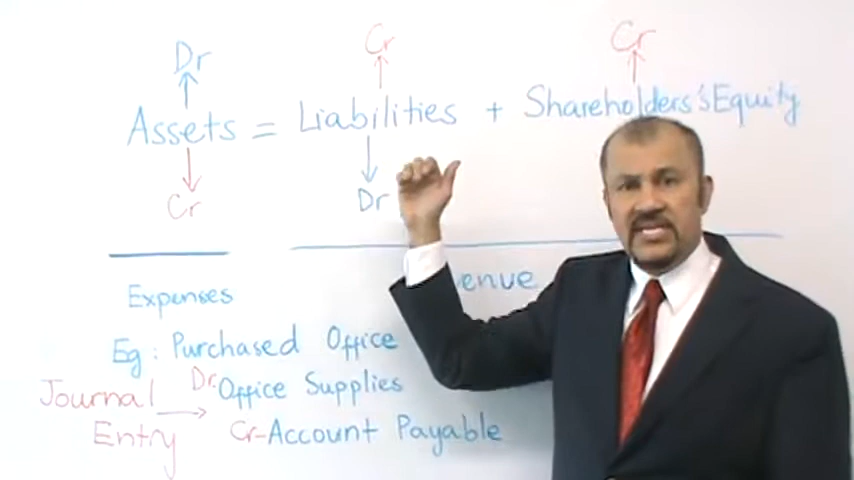 Dr Cr Cr
Assets = Liabilities + Shareholders's Equity
Cr Dr
Expenses enue
Eg: Purchased Office
Journal Dr. Office Supplies
Entry Cr-Account Payable